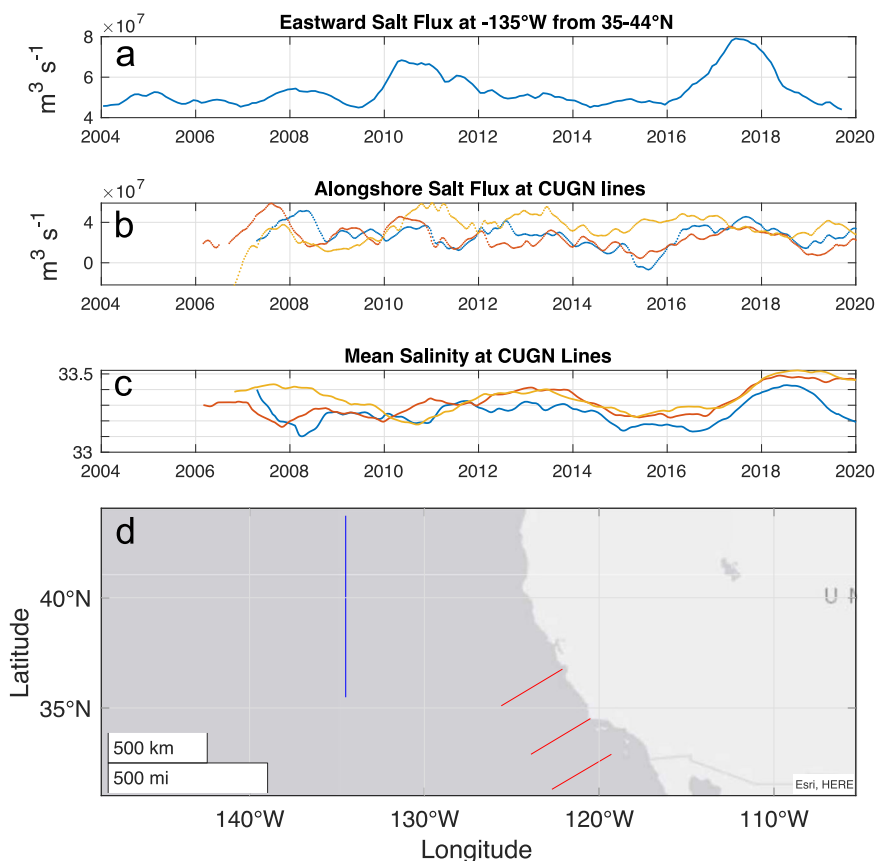 Eastward Salt Flux at -135°W from 35-44°N
×10⁷
a
8
6
4
m³ s⁻¹
2004 2006 2008 2010 2012 2014 2016 2018 2020
Alongshore Salt Flux at CUGN lines
×10⁷
b
4
0
m³ s⁻¹
2004 2006 2008 2010 2012 2014 2016 2018 2020
Mean Salinity at CUGN Lines
c
33.5
33
2004 2006 2008 2010 2012 2014 2016 2018 2020
d
U
40°N
35°N
Latitude
500 km
500 mi
Esri, HERE
140°W 130°W 120°W 110°W
Longitude